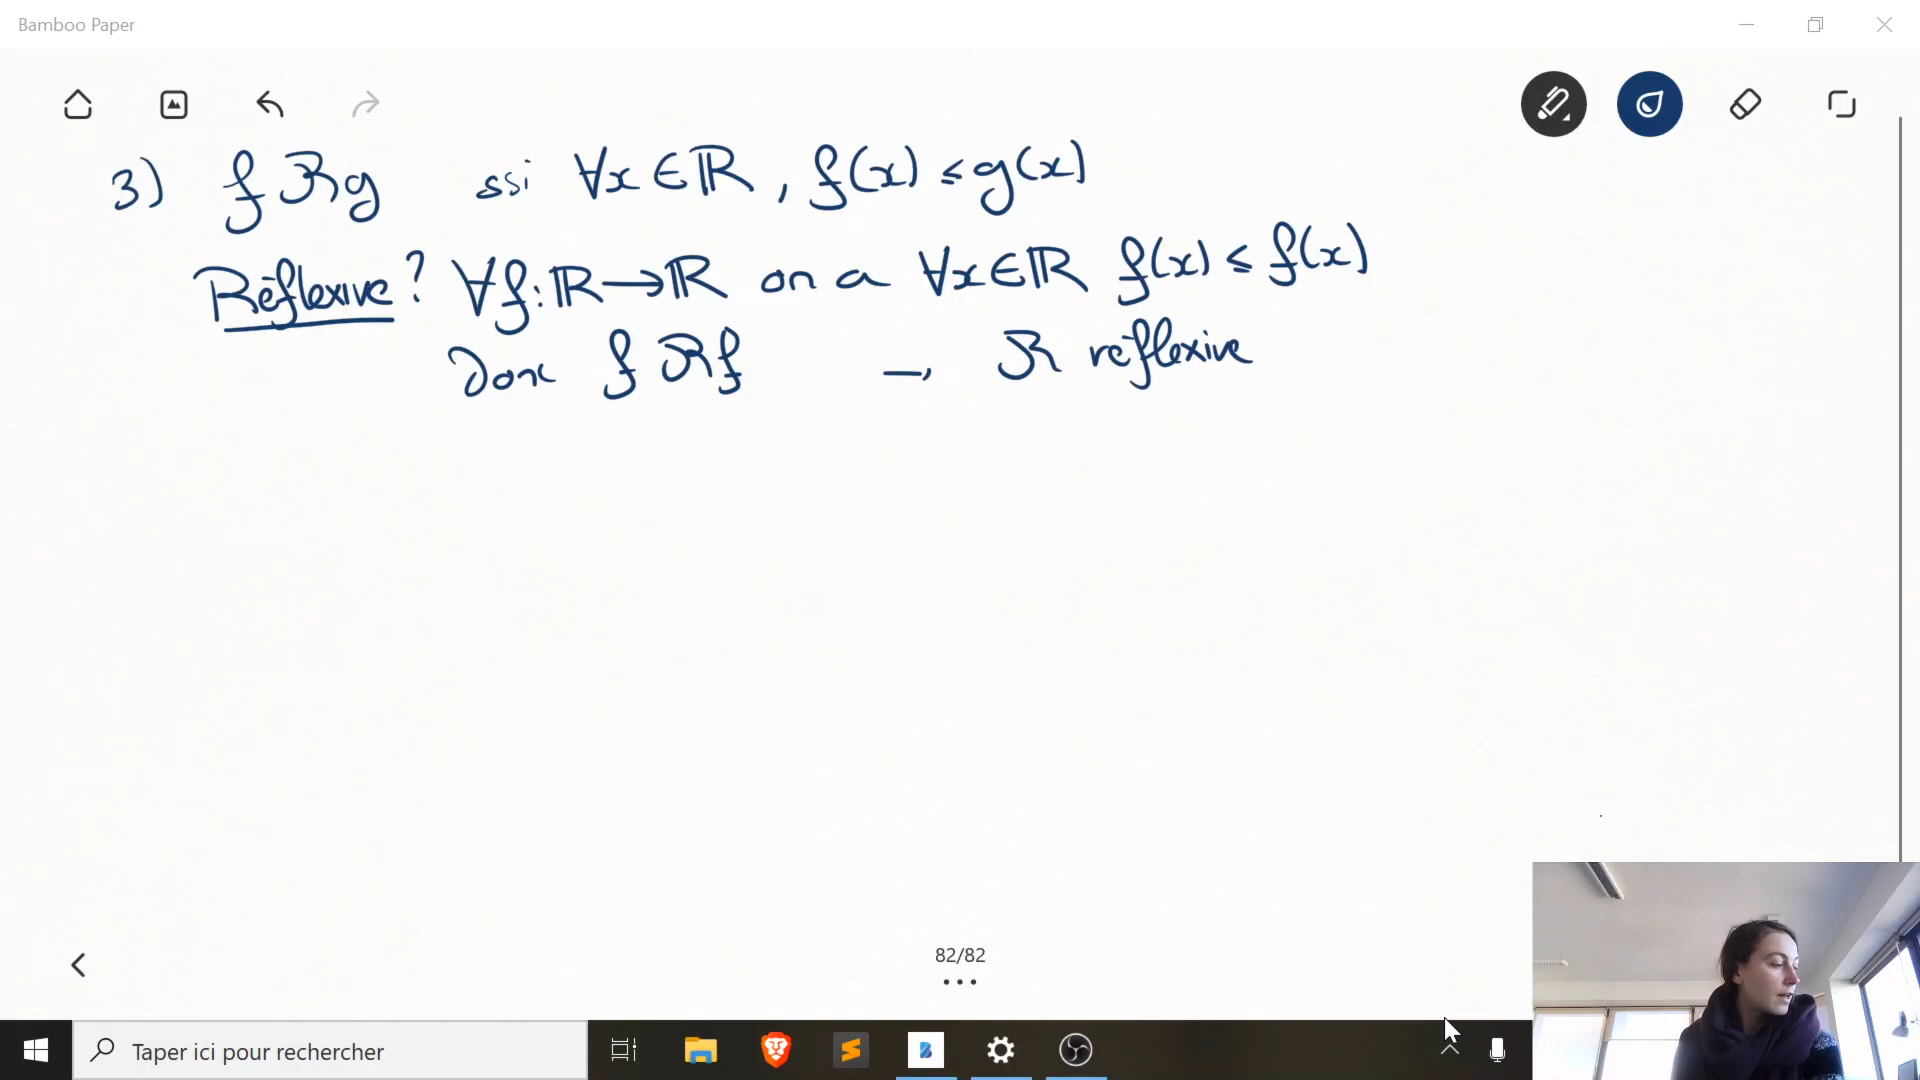 Bamboo Paper
3) f ℛ g ssi ∀x ∈ ℝ, f(x) ≤ g(x)
Réflexive ? ∀f : ℝ → ℝ on a ∀x ∈ ℝ f(x) ≤ f(x)
Donc f ℛ f → ℛ réflexive
82/82
Taper ici pour rechercher